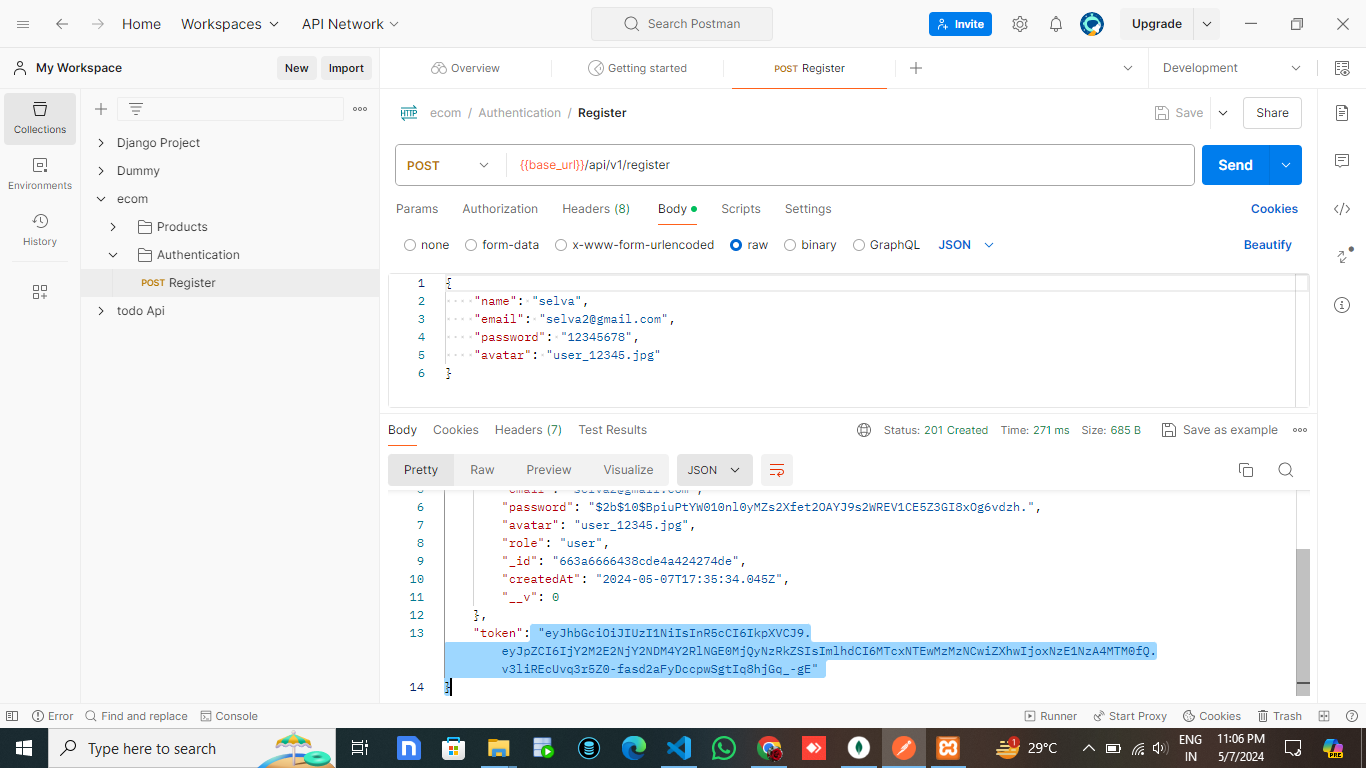 Home
Workspaces
API Network
Search Postman
Invite
Upgrade
My Workspace
New
Import
Overview
Getting started
POST Register
Development
Collections
Environments
History
Django Project
Dummy
ecom
Products
Authentication
POST Register
todo Api
HTTP
ecom / Authentication / Register
Save
Share
POST
{{base_url}}/api/v1/register
Send
Params
Authorization
Headers (8)
Body
Scripts
Settings
Cookies
none
form-data
x-www-form-urlencoded
raw
binary
GraphQL
JSON
Beautify
1 {
2 "name": "selva",
3 "email": "selva2@gmail.com",
4 "password": "12345678",
5 "avatar": "user_12345.jpg"
6 }
Body
Cookies
Headers (7)
Test Results
Status: 201 Created
Time: 271 ms
Size: 685 B
Save as example
Pretty
Raw
Preview
Visualize
JSON
5 "email": "selva2@gmail.com",
6 "password": "$2b$10$BpiuPtYW010nl0yMZs2Xfet2OAYJ9s2WREV1CE5Z3GI8xOg6vdzh.",
7 "avatar": "user_12345.jpg",
8 "role": "user",
9 "_id": "663a6666438cde4a424274de",
10 "createdAt": "2024-05-07T17:35:34.045Z",
11 "__v": 0
12 },
13 "token": "eyJhbGciOiJIUzI1NiIsInR5cCI6IkpXVCJ9.
eyJpZCI6IjY2M2E2NjY2NDM4Y2RlNGE0MjQyNzRkZSIsImlhdCI6MTcxNTEwMzMzNCwiZXhwIjoxNzE1NzA4MTM0fQ.
v3liREcUvq3r5Z0-fasd2aFyDccpwSgtIq8hjGq_-gE"
14 }
Error
Find and replace
Console
Runner
Start Proxy
Cookies
Trash
Type here to search
29°C
ENG
IN
11:06 PM
5/7/2024